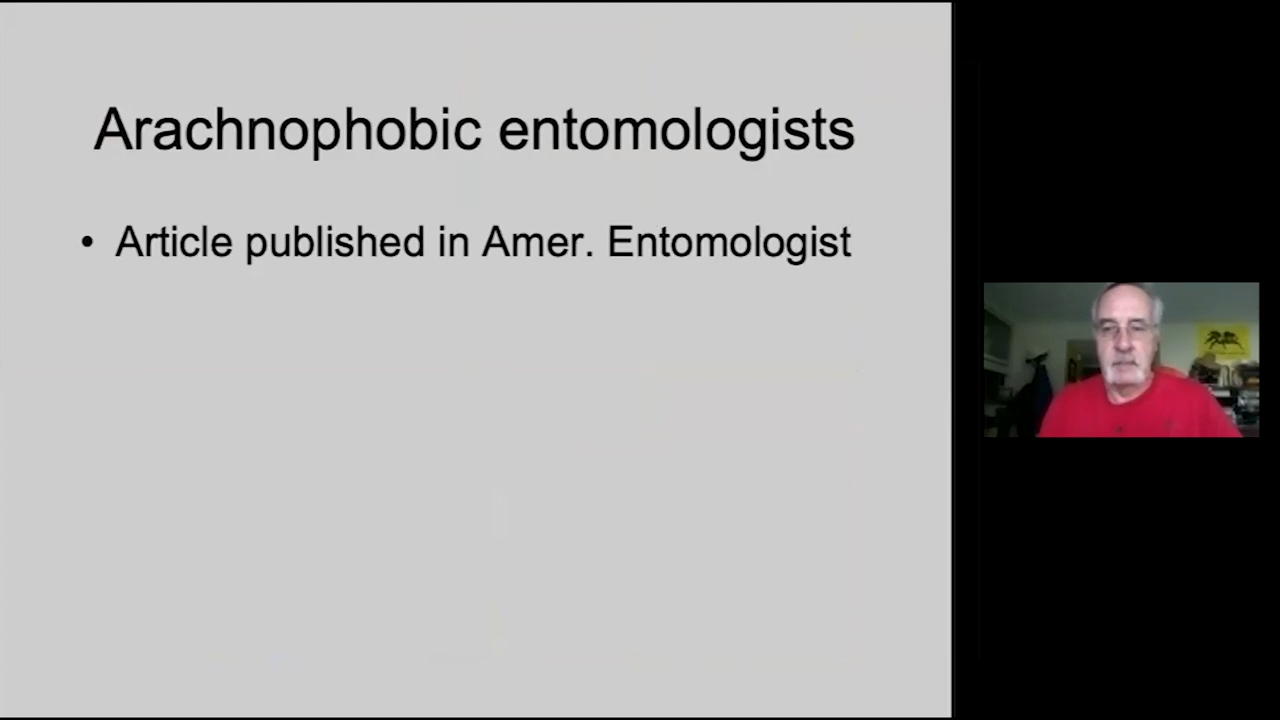 Arachnophobic entomologists
• Article published in Amer. Entomologist